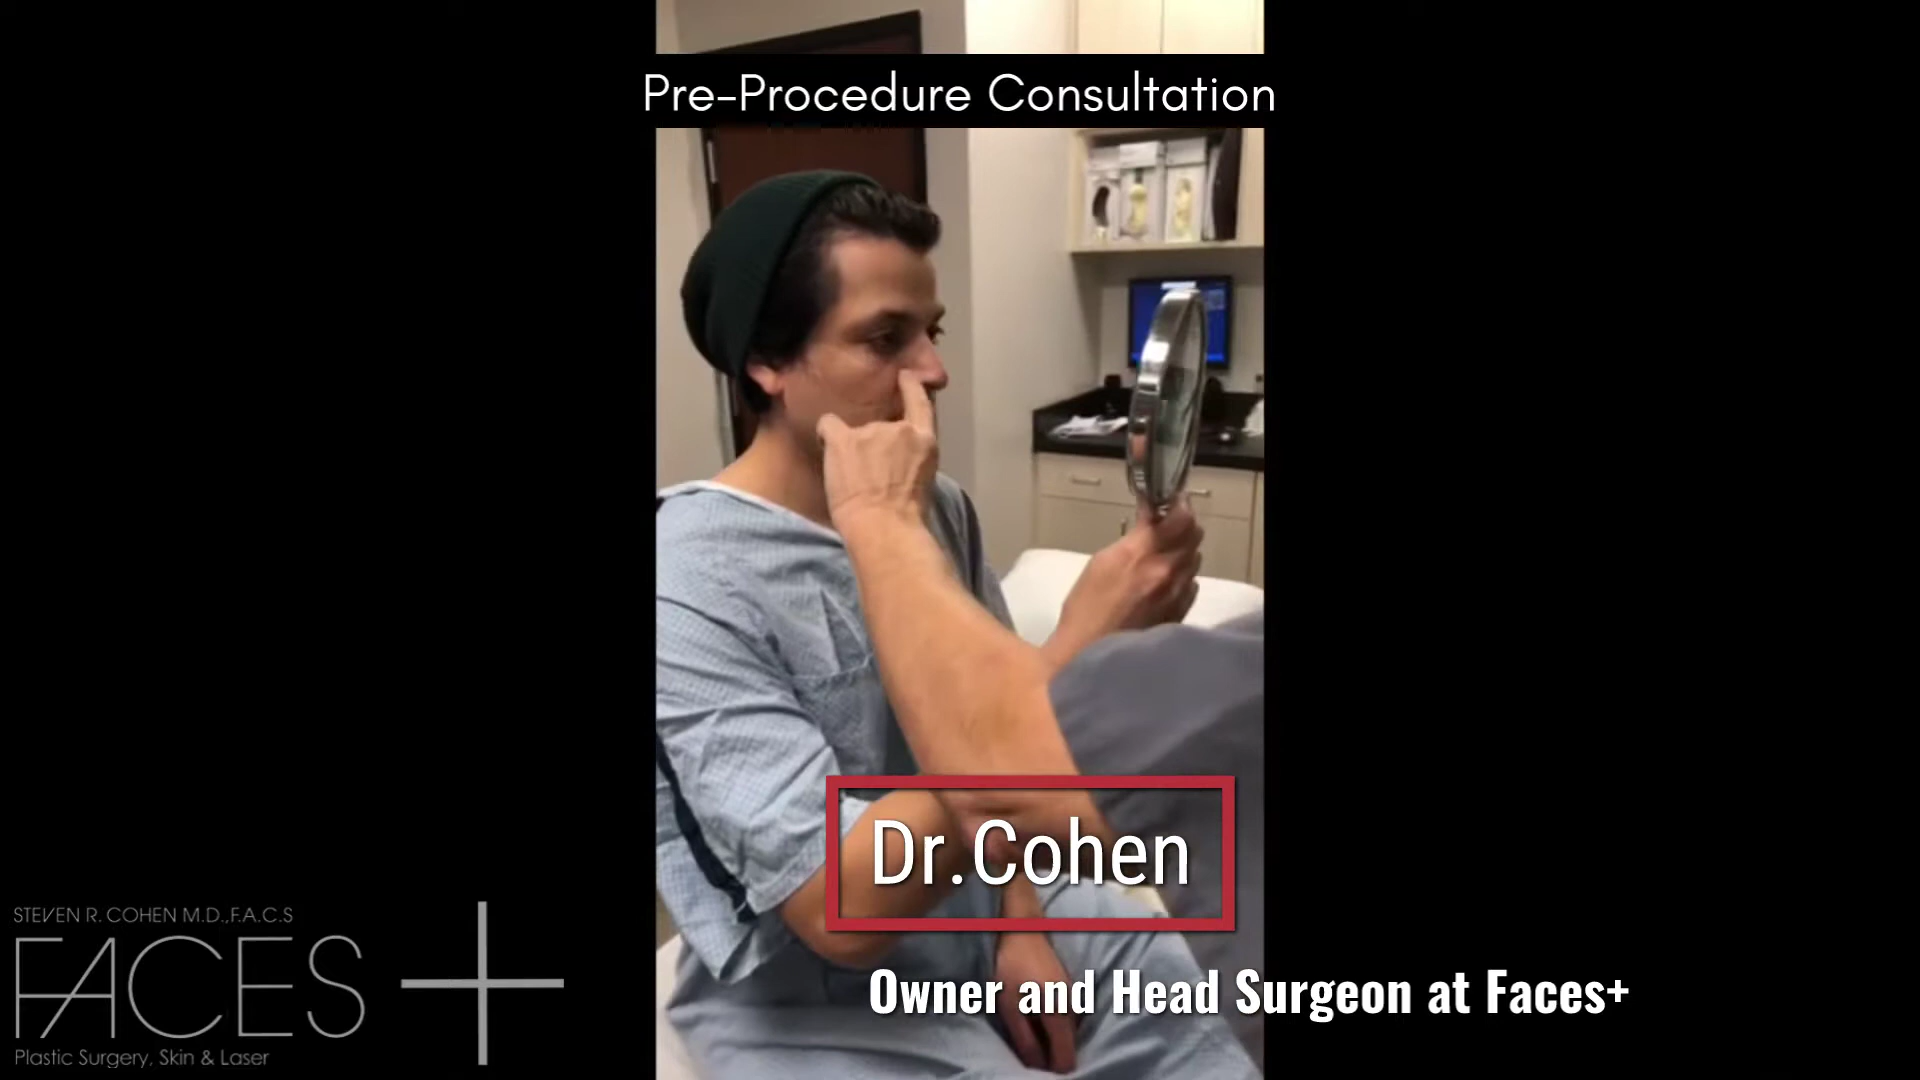 Pre-Procedure Consultation
Dr.Cohen
Owner and Head Surgeon at Faces+
STEVEN R. COHEN M.D.,F.A.C.S
FACES+
Plastic Surgery, Skin & Laser